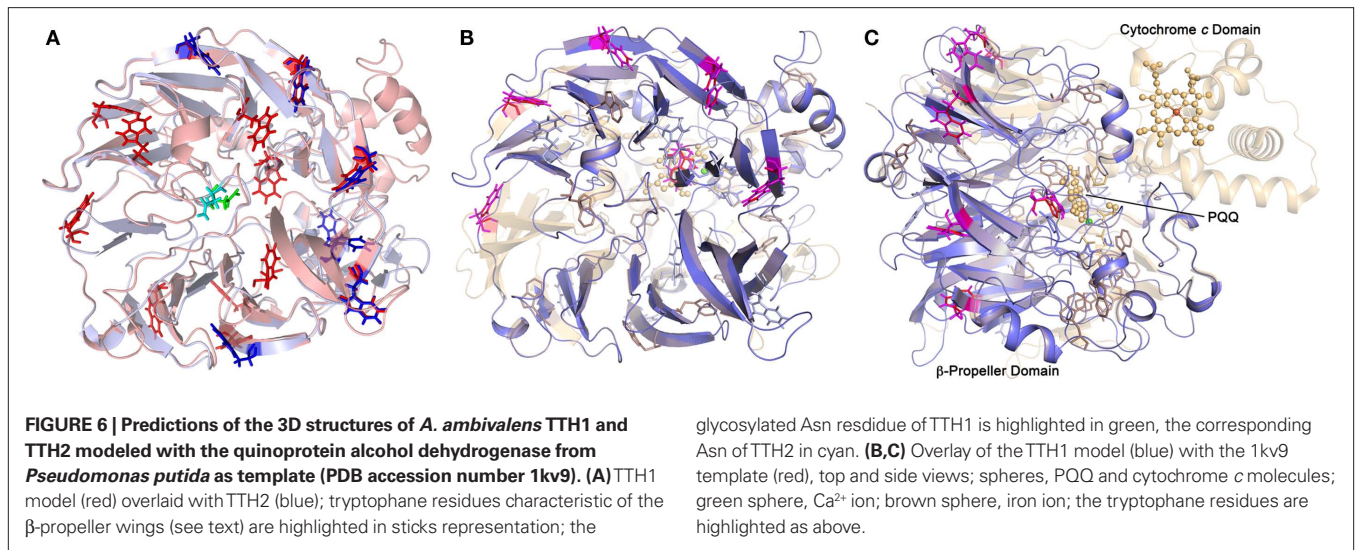 A
B
C
Cytochrome c Domain
PQQ
β-Propeller Domain
FIGURE 6 | Predictions of the 3D structures of A. ambivalens TTH1 and
TTH2 modeled with the quinoprotein alcohol dehydrogenase from
Pseudomonas putida as template (PDB accession number 1kv9). (A) TTH1
model (red) overlaid with TTH2 (blue); tryptophane residues characteristic of the
β-propeller wings (see text) are highlighted in sticks representation; the
glycosylated Asn resdidue of TTH1 is highlighted in green, the corresponding
Asn of TTH2 in cyan. (B,C) Overlay of the TTH1 model (blue) with the 1kv9
template (red), top and side views; spheres, PQQ and cytochrome c molecules;
green sphere, Ca²⁺ ion; brown sphere, iron ion; the tryptophane residues are
highlighted as above.